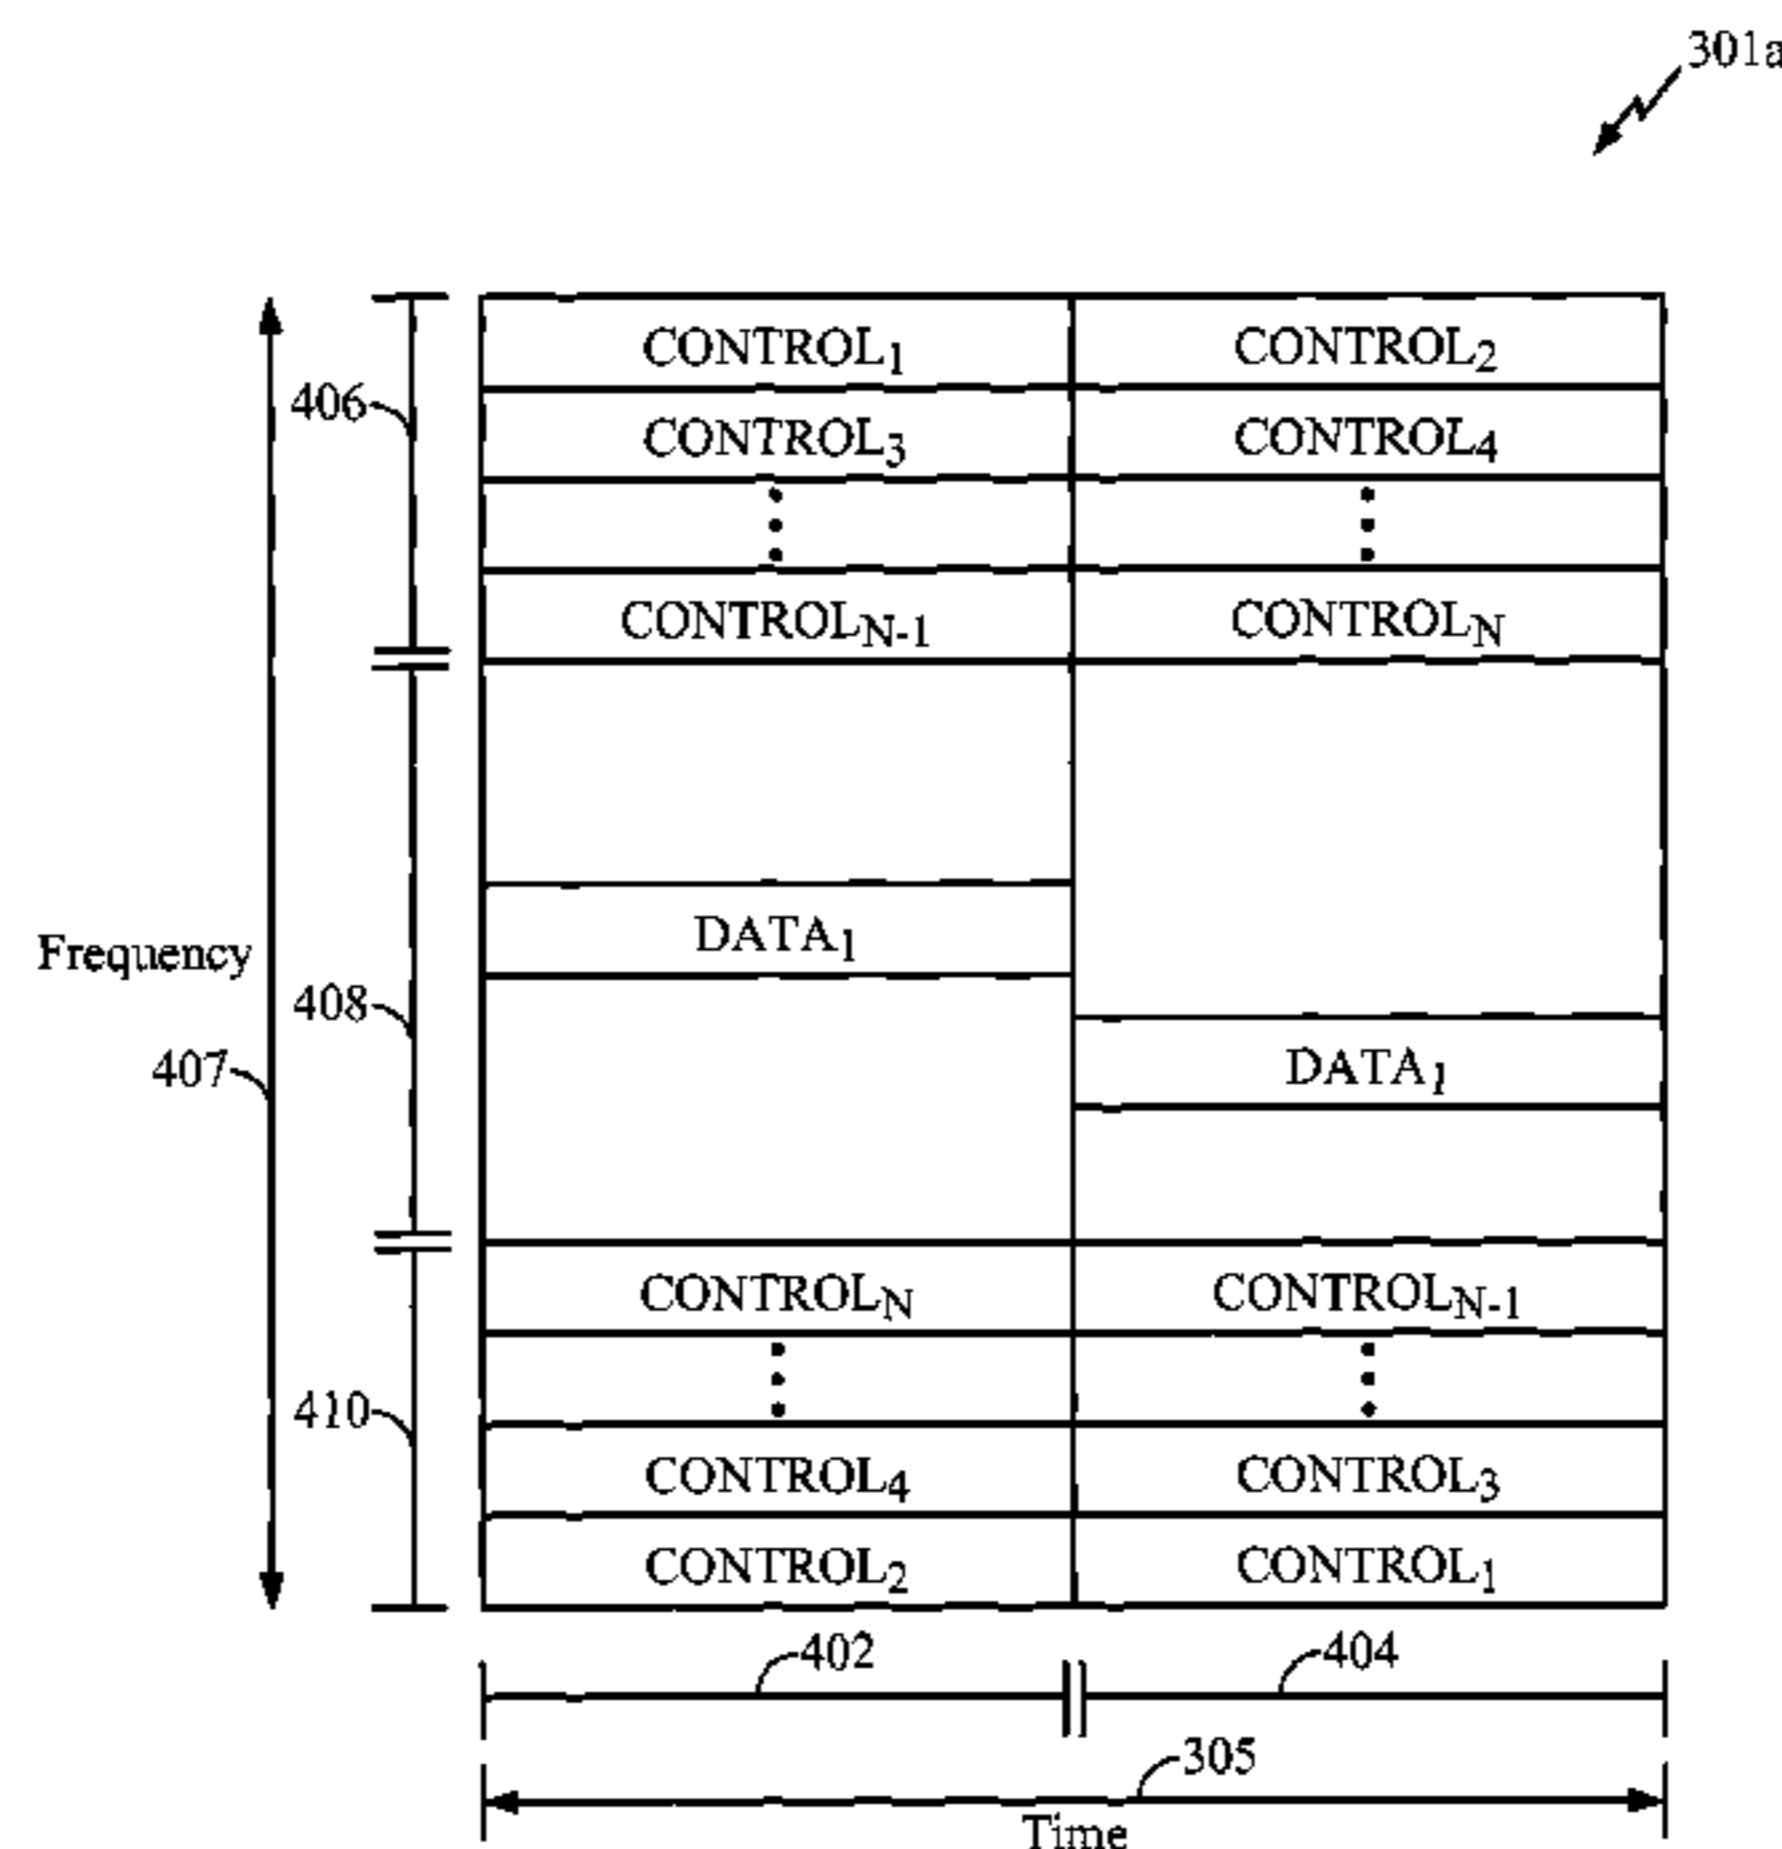 301a
CONTROL1 CONTROL2
406
CONTROL3 CONTROL4
CONTROLN-1 CONTROLN
DATA1
Frequency
408
407
DATA1
CONTROLN CONTROLN-1
410
CONTROL4 CONTROL3
CONTROL2 CONTROL1
402 404
305
Time